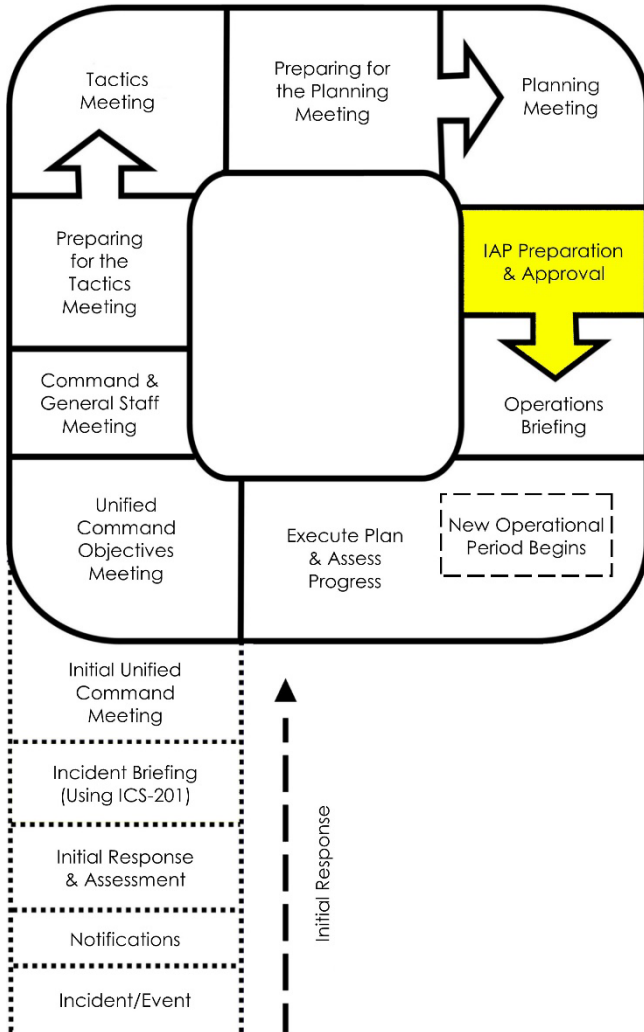 Tactics
Meeting
Preparing for
the Planning
Meeting
Planning
Meeting
Preparing
for the
Tactics
Meeting
IAP Preparation
& Approval
Command &
General Staff
Meeting
Operations
Briefing
Unified
Command
Objectives
Meeting
Execute Plan
& Assess
Progress
New Operational
Period Begins
Initial Unified
Command
Meeting
Incident Briefing
(Using ICS-201)
Initial Response
& Assessment
Notifications
Incident/Event
Initial Response